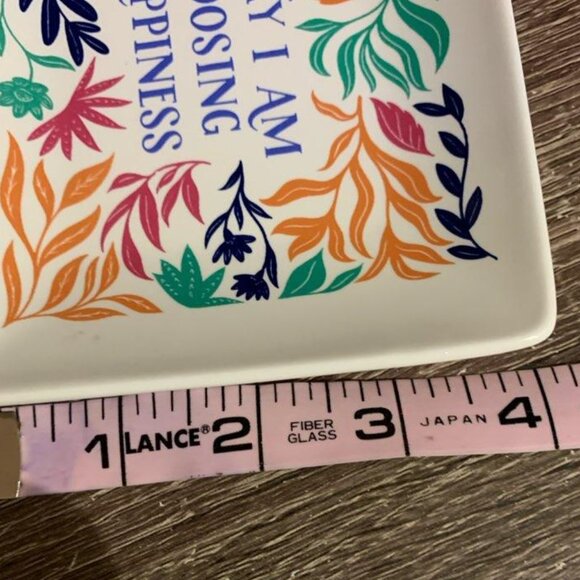 I AM
OOSING
PPINESS
1 LANCE® 2 FIBER GLASS 3 JAPAN 4